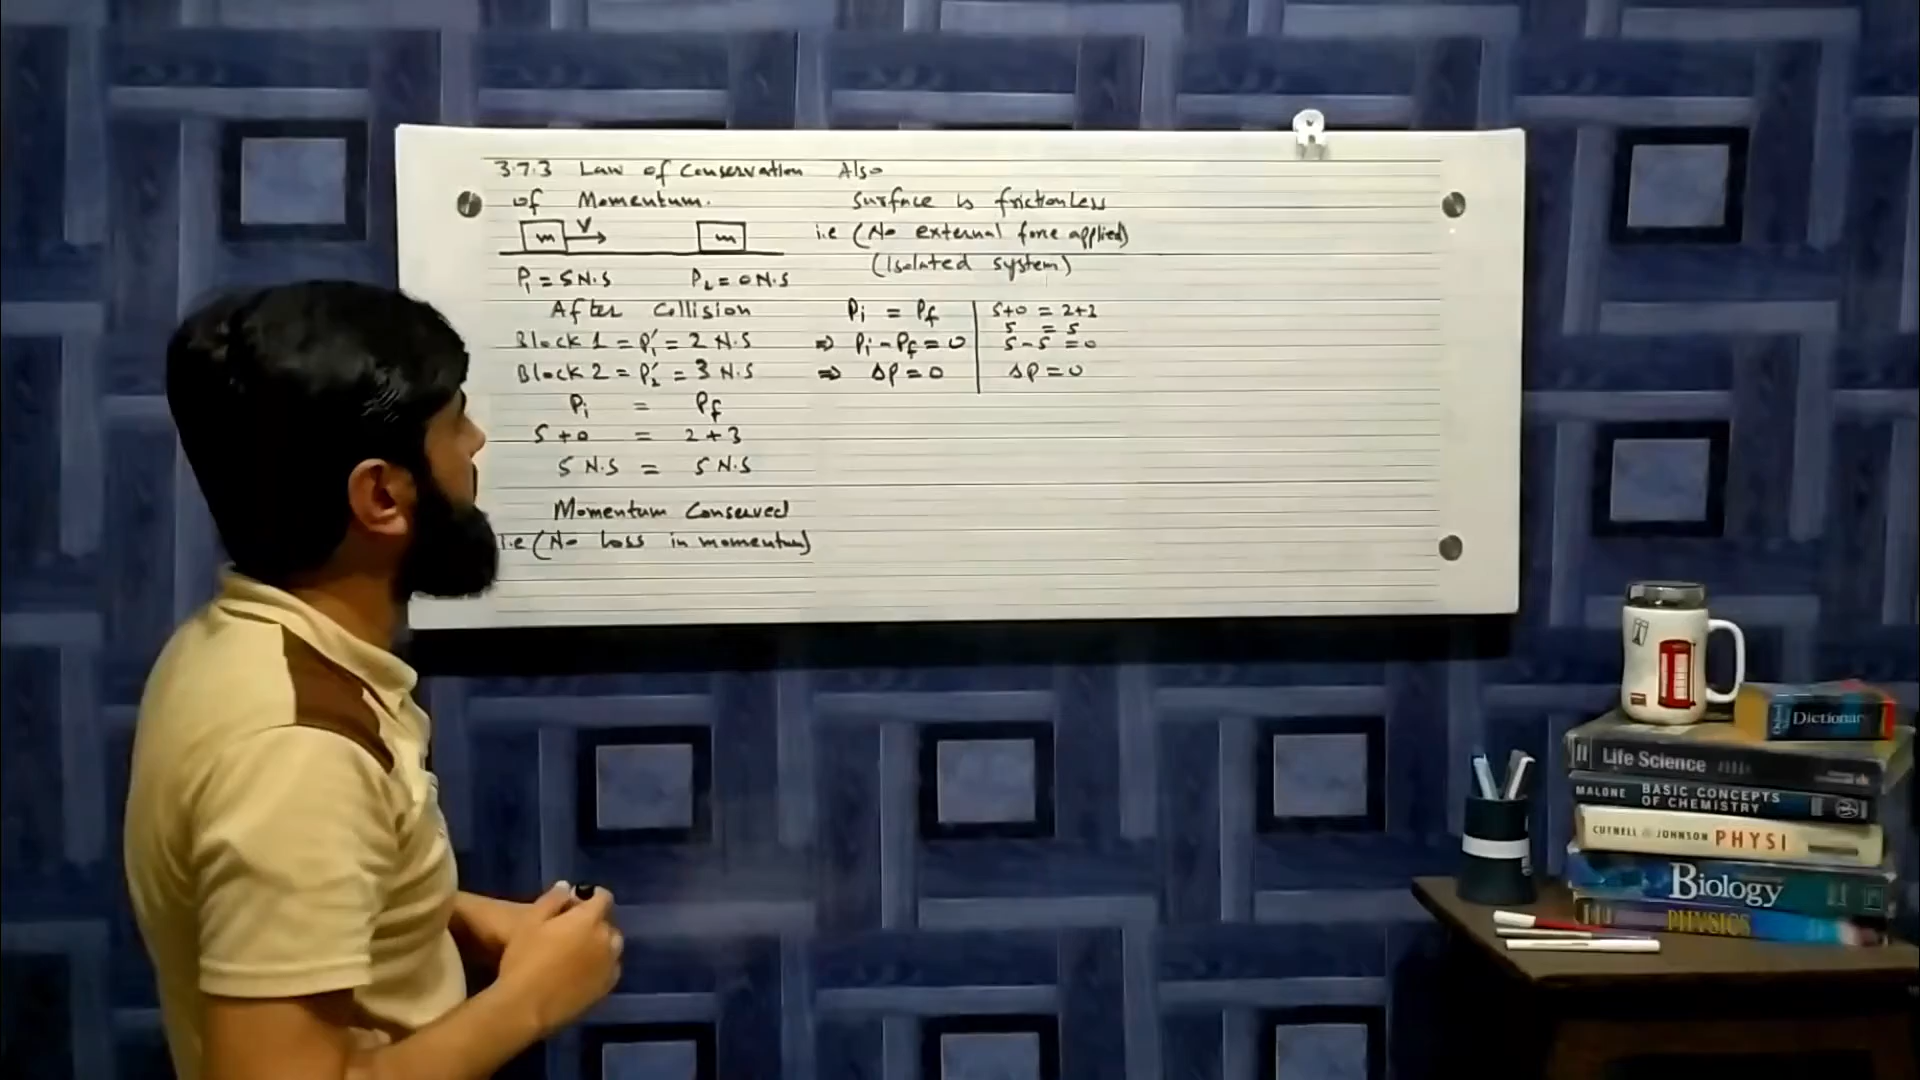 3.7.3 Law of Conservation
of Momentum.
m V m
P₁ = 5 N.S P₂ = 0 N.S
After Collision
Block 1 = P₁' = 2 N.S
Block 2 = P₂' = 3 N.S
Pi = Pf
5 + 0 = 2 + 3
5 N.S = 5 N.S
Momentum Conserved
i.e (No Loss in momentum)
Also
Surface is frictionless
i.e (No external force applied)
(Isolated system)
Pi = Pf
⇒ Pi - Pf = 0
⇒ ΔP = 0
5+0 = 2+3
5 = 5
5 - 5 = 0
ΔP = 0
Dictionar
Life Science
MALONE BASIC CONCEPTS
OF CHEMISTRY
CUTNELL & JOHNSON PHYSI
Biology
PHYSICS